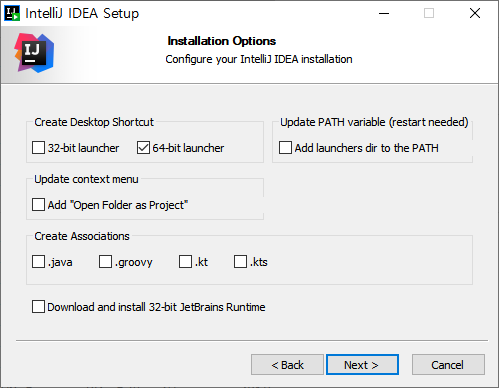 IJ IntelliJ IDEA Setup
IJ
Installation Options
Configure your IntelliJ IDEA installation
Create Desktop Shortcut
32-bit launcher
64-bit launcher
Update PATH variable (restart needed)
Add launchers dir to the PATH
Update context menu
Add "Open Folder as Project"
Create Associations
.java
.groovy
.kt
.kts
Download and install 32-bit JetBrains Runtime
< Back
Next >
Cancel